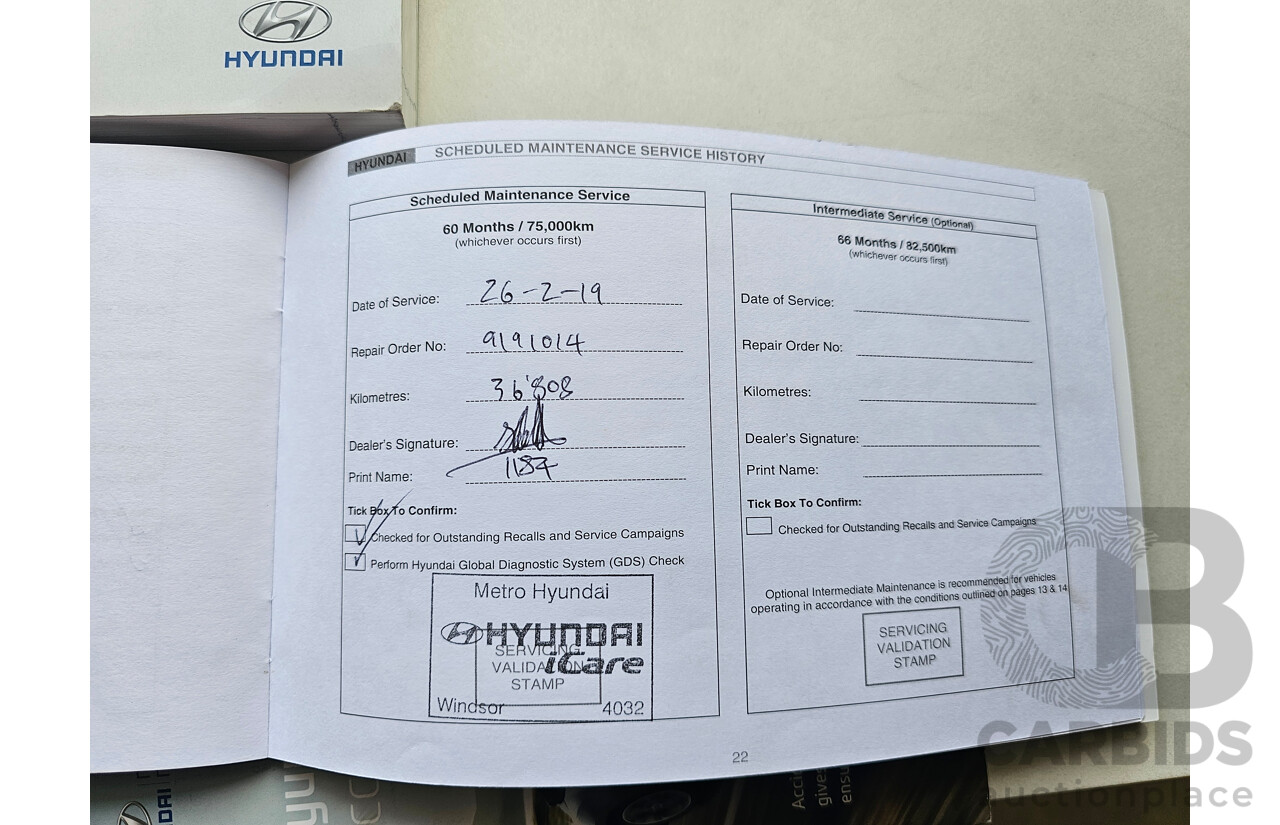 HYUNDAI
HYUNDAI SCHEDULED MAINTENANCE SERVICE HISTORY
Scheduled Maintenance Service
60 Months / 75,000km
(whichever occurs first)
Date of Service: 26-2-19
Repair Order No: 9191014
Kilometres: 36'808
Dealer's Signature:
Print Name: 1184
Tick Box To Confirm:
Checked for Outstanding Recalls and Service Campaigns
Perform Hyundai Global Diagnostic System (GDS) Check
Metro Hyundai
HYUNDAI
iCare
SERVICING
VALIDATION
STAMP
Windsor 4032
Intermediate Service (Optional)
66 Months / 82,500km
(whichever occurs first)
Date of Service:
Repair Order No:
Kilometres:
Dealer's Signature:
Print Name:
Tick Box To Confirm:
Checked for Outstanding Recalls and Service Campaigns
Optional Intermediate Maintenance is recommended for vehicles
operating in accordance with the conditions outlined on pages 13 & 14
SERVICING
VALIDATION
STAMP
22
CARBIDS
auctionplace
gives
ensu